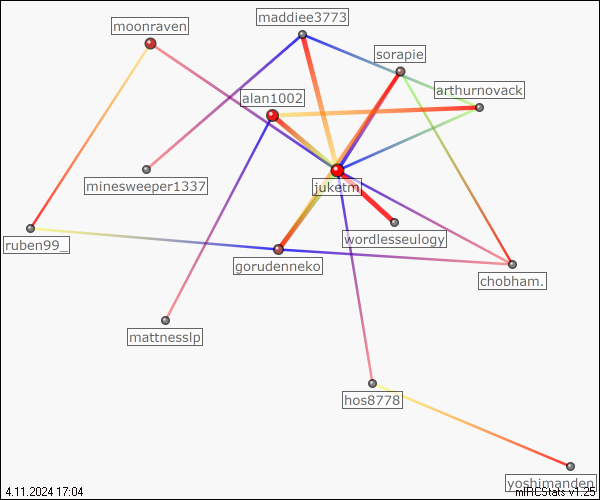 maddiee3773
moonraven
sorapie
arthurnovack
alan1002
minesweeper1337
juketm
wordlesseulogy
ruben99_
gorudenneko
chobham.
mattnesslp
hos8778
yoshimanden
4.11.2024 17:04
mIRCStats v1.25